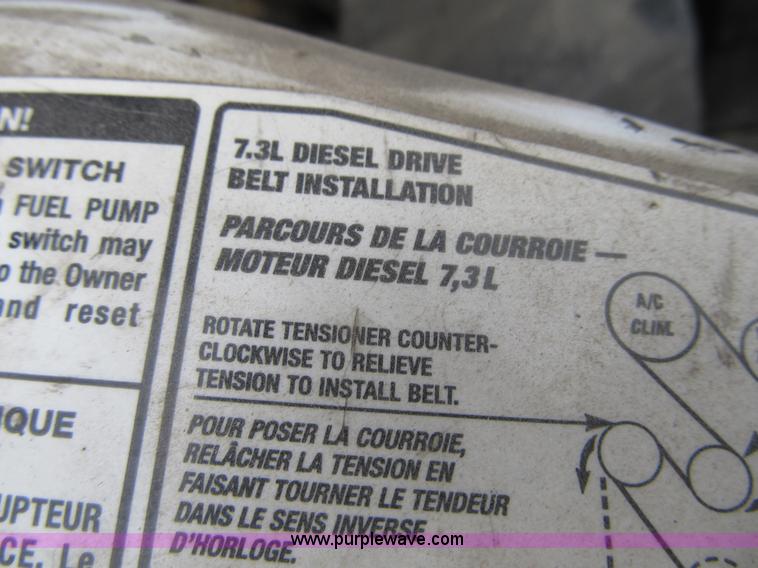 N!
SWITCH
FUEL PUMP
switch may
to the Owner
and reset
IQUE
UPTEUR
CE. Le
7.3L DIESEL DRIVE
BELT INSTALLATION
PARCOURS DE LA COURROIE —
MOTEUR DIESEL 7,3 L
ROTATE TENSIONER COUNTER-
CLOCKWISE TO RELIEVE
TENSION TO INSTALL BELT.
POUR POSER LA COURROIE,
RELÂCHER LA TENSION EN
FAISANT TOURNER LE TENDEUR
DANS LE SENS INVERSE
D'HORLOGE.
A/C
CLIM.
www.purplewave.com